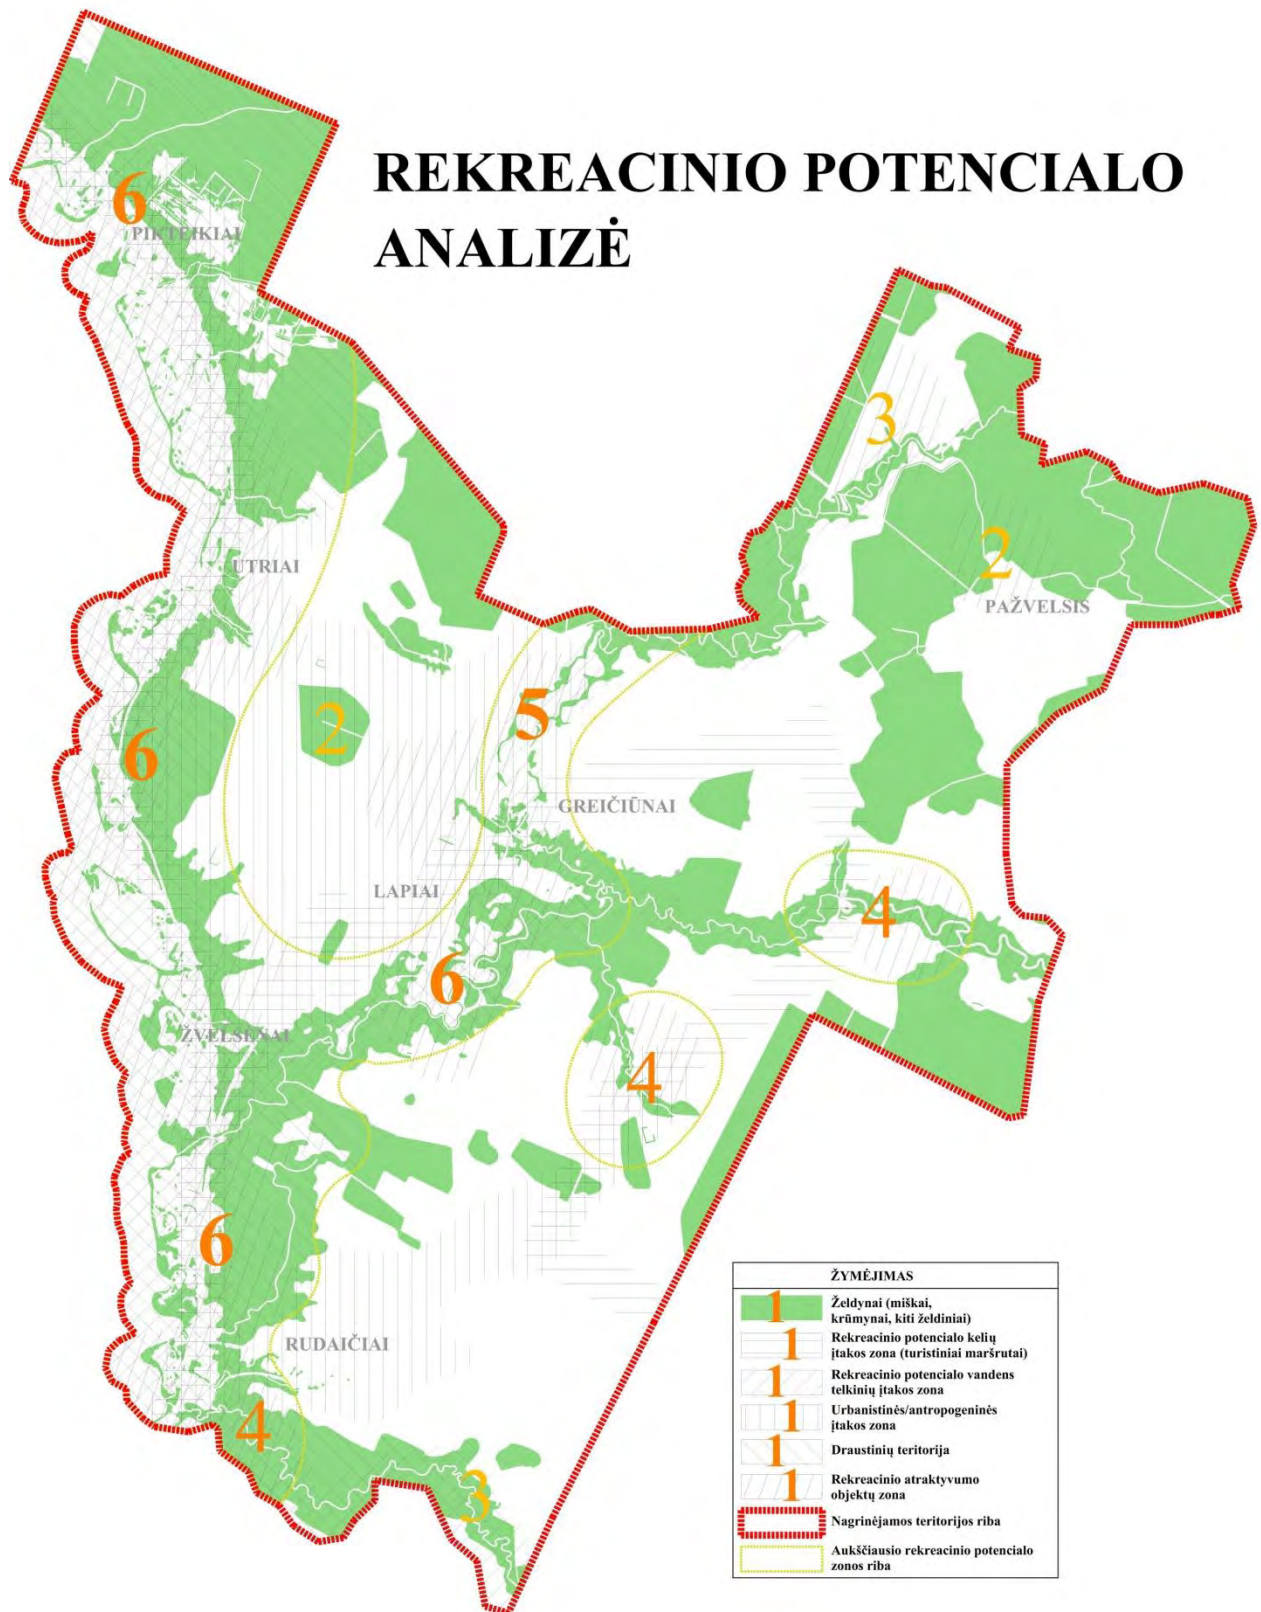 REKREACINIO POTENCIALO
ANALIZĖ
6
PIKTEIKIAI
3
2
UTRIAI
PAŽVELSIS
2
5
6
GREIČIŪNAI
LAPIAI
4
6
ŽVELSĖNAI
4
6
RUDAIČIAI
4
3
ŽYMĖJIMAS
1
Želdynai (miškai,
krūmynai, kiti želdiniai)
1
Rekreacinio potencialo kelių
įtakos zona (turistiniai maršrutai)
1
Rekreacinio potencialo vandens
telkinių įtakos zona
1
Urbanistinės/antropogeninės
įtakos zona
1
Draustinių teritorija
1
Rekreacinio atraktyvumo
objektų zona
Nagrinėjamos teritorijos riba
Aukščiausio rekreacinio potencialo
zonos riba